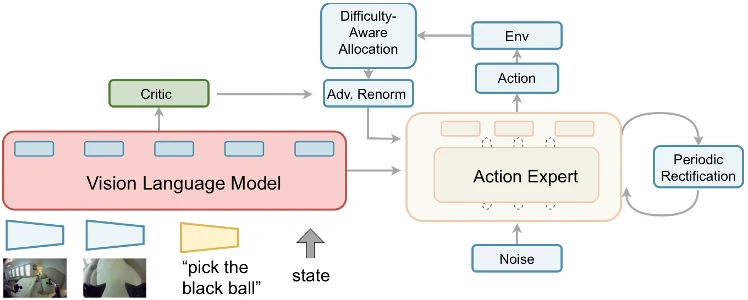 Difficulty-
Aware
Allocation
Env
Critic
Adv. Renorm
Action
Vision Language Model
Action Expert
Periodic
Rectification
"pick the
black ball"
state
Noise